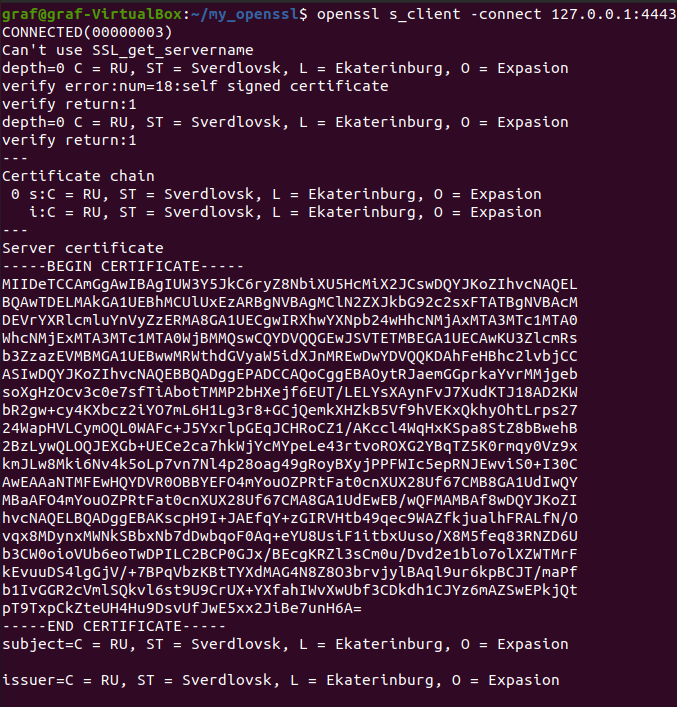 graf@graf-VirtualBox:~/my_openssl$ openssl s_client -connect 127.0.0.1:4443
CONNECTED(00000003)
Can't use SSL_get_servername
depth=0 C = RU, ST = Sverdlovsk, L = Ekaterinburg, O = Expasion
verify error:num=18:self signed certificate
verify return:1
depth=0 C = RU, ST = Sverdlovsk, L = Ekaterinburg, O = Expasion
verify return:1
---
Certificate chain
 0 s:C = RU, ST = Sverdlovsk, L = Ekaterinburg, O = Expasion
   i:C = RU, ST = Sverdlovsk, L = Ekaterinburg, O = Expasion
---
Server certificate
-----BEGIN CERTIFICATE-----
MIIDeTCCAmGgAwIBAgIUW3Y5JkC6ryZ8NbiXU5HcMiX2JCswDQYJKoZIhvcNAQEL
BQAwTDELMAkGA1UEBhMCUlUxEzARBgNVBAgMClN2ZXJkbG92c2sxFTATBgNVBAcM
DEVrYXRlcmluYnVyZzERMA8GA1UECgwIRXhwYXNpb24wHhcNMjAxMTA3MTc1MTA0
WhcNMjExMTA3MTc1MTA0WjBMMQswCQYDVQQGEwJSVTETMBEGA1UECAwKU3ZlcmRs
b3ZzazEVMBMGA1UEBwwMRWthdGVyaW5idXJnMREwDwYDVQQKDAhFeHBhc2lvbjCC
ASIwDQYJKoZIhvcNAQEBBQADggEPADCCAQoCggEBAOytRJaemGGprkaYvrMMjgeb
soXgHzOcv3c0e7sfTiAbotTMMP2bHXejf6EUT/LELYsXAynFvJ7XudKTJ18AD2KW
bR2gw+cy4KXbcz2iYO7mL6H1Lg3r8+GCjQemkXHZkB5Vf9hVEKxQkhyOhtLrps27
24WapHVLCymOQL0WAFc+J5YxrlpGEqJCHRoCZ1/AKccl4WqHxKSpa8StZ8bBwehB
2BzLywQLOQJEXGb+UECe2ca7hkWjYcMYpeLe43rtvoROXG2YBqTZ5K0rmqy0Vz9x
kmJLw8Mki6Nv4k5oLp7vn7Nl4p28oag49gRoyBXyjPPFWIc5epRNJEwviS0+I30C
AwEAAaNTMFEwHQYDVR0OBBYEFO4mYouOZPRtFat0cnXUX28Uf67CMB8GA1UdIwQY
MBaAFO4mYouOZPRtFat0cnXUX28Uf67CMA8GA1UdEwEB/wQFMAMBAf8wDQYJKoZI
hvcNAQELBQADggEBAKscpH9I+JAEfqY+zGIRVHtb49qec9WAZfkjualhFRALfN/O
vqx8MDynxMWNkSBbxNb7dDwbqoF0Aq+eYU8UsiF1itbxUuso/X8M5feq83RNZD6U
b3CW0oioVUb6eoTwDPILC2BCP0GJx/BEcgKRZl3sCm0u/Dvd2e1blo7olXZWTMrF
kEvuuDS4lgGjV/+7BPqVbzKBtTYXdMAG4N8Z8O3brvjylBAql9ur6kpBCJT/maPf
b1IvGGR2cVmlSQkvl6st9U9CrUX+YXfahIWvXwUbf3CDkdh1CJYz6mAZSwEPkjQt
pT9TxpCkZteUH4Hu9DsvUfJwE5xx2JiBe7unH6A=
-----END CERTIFICATE-----
subject=C = RU, ST = Sverdlovsk, L = Ekaterinburg, O = Expasion
issuer=C = RU, ST = Sverdlovsk, L = Ekaterinburg, O = Expasion